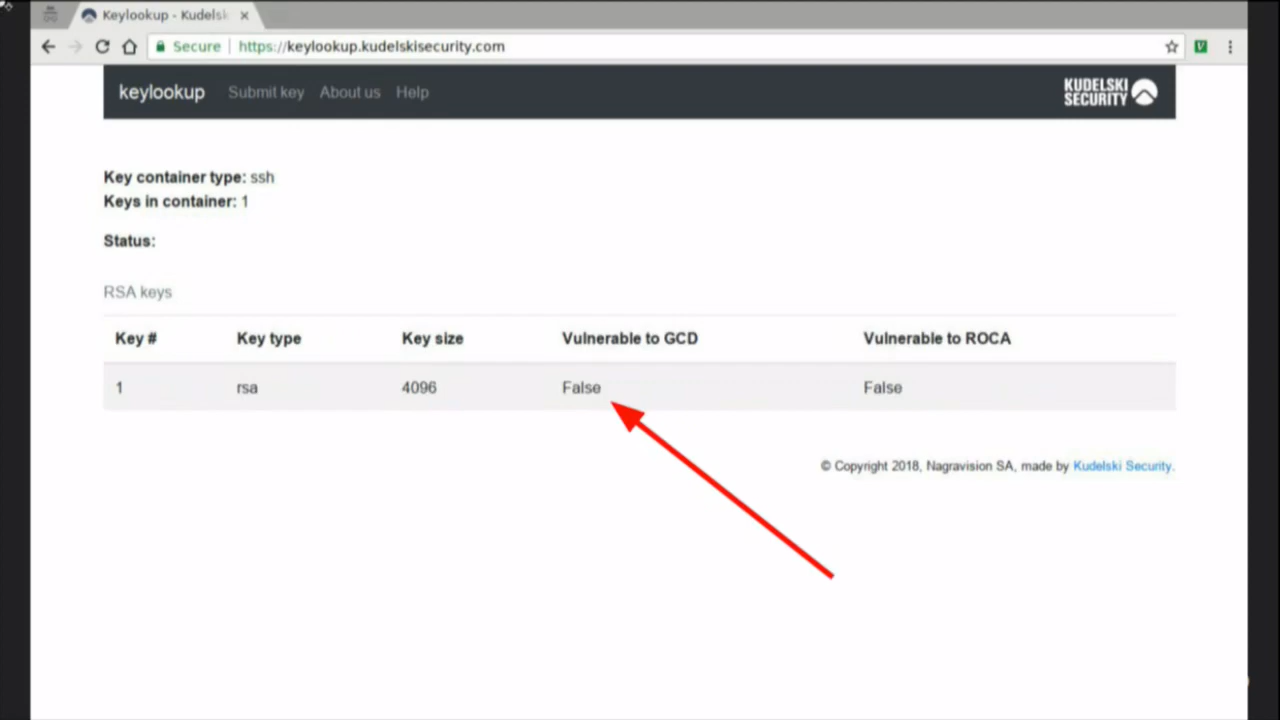 Keylookup - Kudelsk
Secure https://keylookup.kudelskisecurity.com
keylookup Submit key About us Help KUDELSKI SECURITY
Key container type: ssh
Keys in container: 1
Status:
RSA keys
Key # Key type Key size Vulnerable to GCD Vulnerable to ROCA
1 rsa 4096 False False
© Copyright 2018, Nagravision SA, made by Kudelski Security.